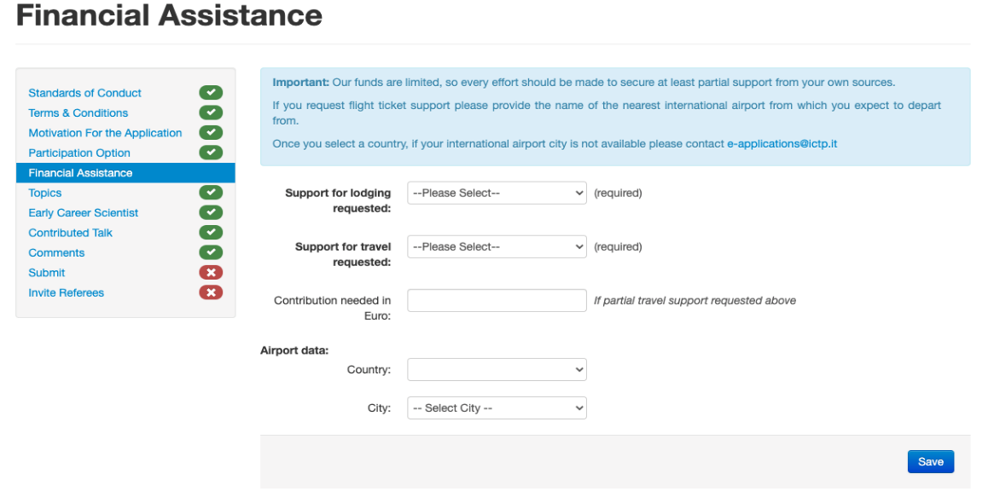 Financial Assistance
Standards of Conduct
Terms & Conditions
Motivation For the Application
Participation Option
Financial Assistance
Topics
Early Career Scientist
Contributed Talk
Comments
Submit
Invite Referees
Important: Our funds are limited, so every effort should be made to secure at least partial support from your own sources.
If you request flight ticket support please provide the name of the nearest international airport from which you expect to depart
from.
Once you select a country, if your international airport city is not available please contact e-applications@ictp.it
Support for lodging
requested:
--Please Select--
(required)
Support for travel
requested:
--Please Select--
(required)
Contribution needed in
Euro:
If partial travel support requested above
Airport data:
Country:
City:
-- Select City --
Save